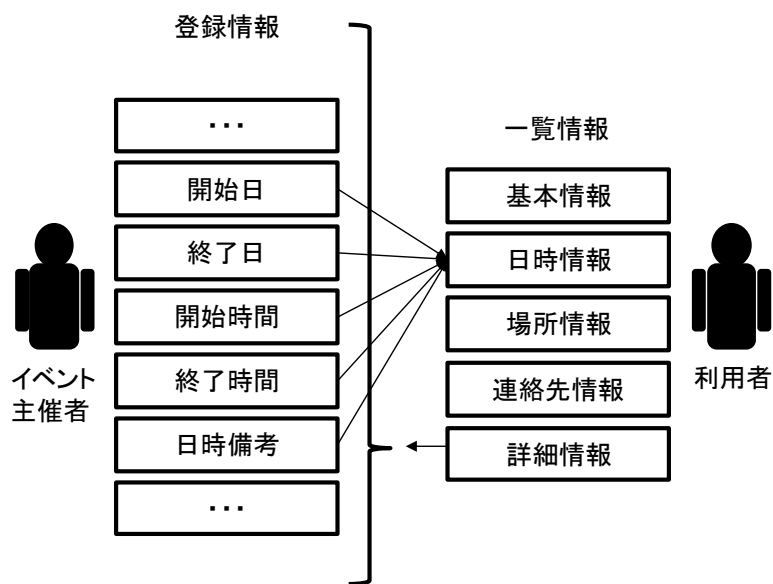 登録情報
・・・
開始日
終了日
開始時間
終了時間
日時備考
・・・
イベント
主催者
一覧情報
基本情報
日時情報
場所情報
連絡先情報
詳細情報
利用者